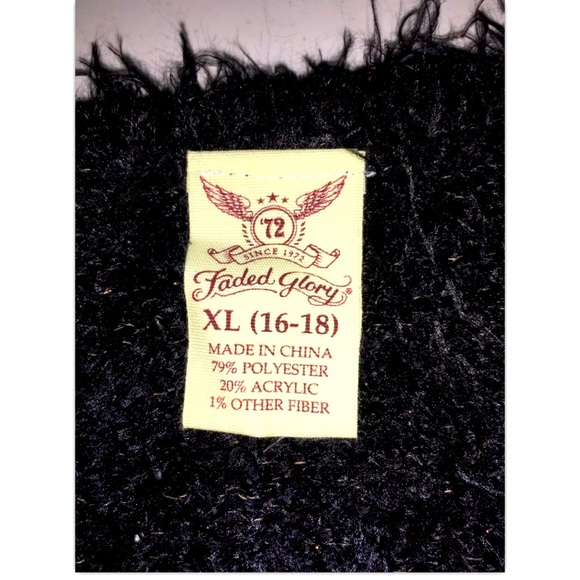 '72
SINCE 1972
Faded Glory®
XL (16-18)
MADE IN CHINA
79% POLYESTER
20% ACRYLIC
1% OTHER FIBER